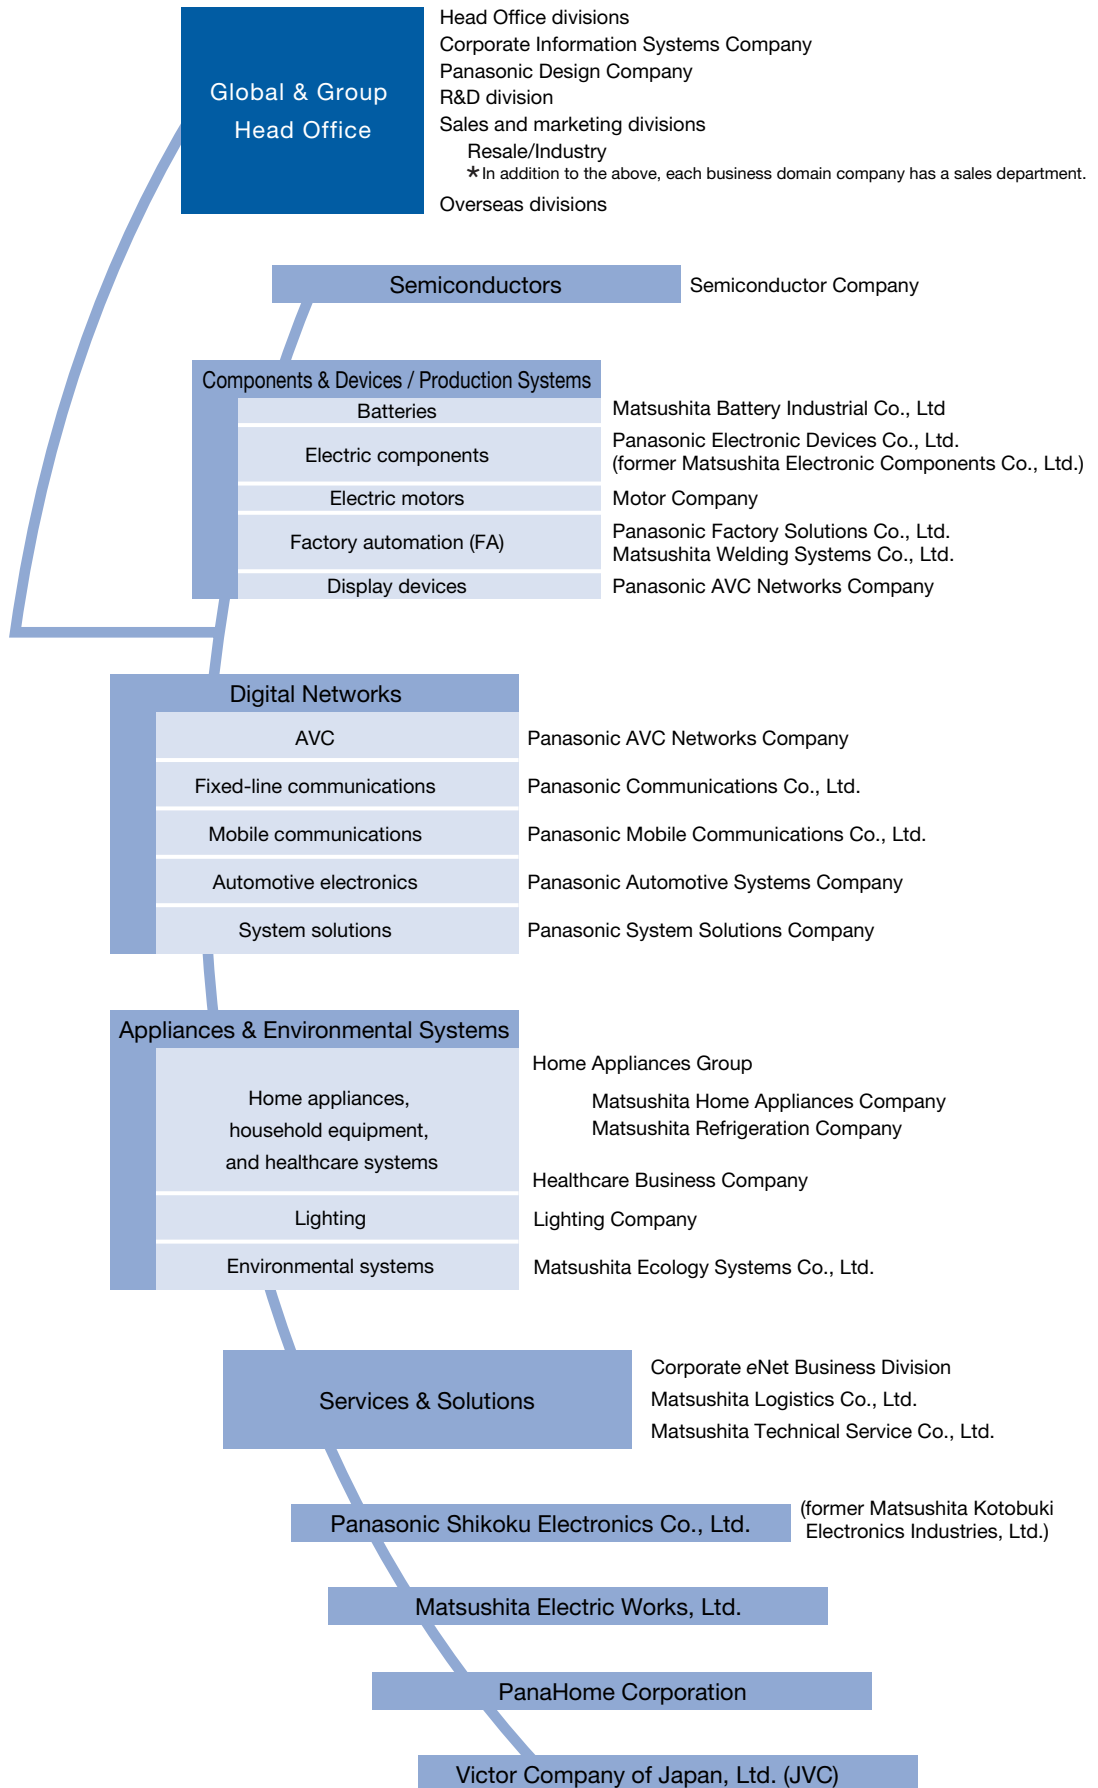 Global & Group
Head Office
Head Office divisions
Corporate Information Systems Company
Panasonic Design Company
R&D division
Sales and marketing divisions
Resale/Industry
*In addition to the above, each business domain company has a sales department.
Overseas divisions
Semiconductors
Semiconductor Company
Components & Devices / Production Systems
Batteries
Matsushita Battery Industrial Co., Ltd
Electric components
Panasonic Electronic Devices Co., Ltd.
(former Matsushita Electronic Components Co., Ltd.)
Electric motors
Motor Company
Factory automation (FA)
Panasonic Factory Solutions Co., Ltd.
Matsushita Welding Systems Co., Ltd.
Display devices
Panasonic AVC Networks Company
Digital Networks
AVC
Panasonic AVC Networks Company
Fixed-line communications
Panasonic Communications Co., Ltd.
Mobile communications
Panasonic Mobile Communications Co., Ltd.
Automotive electronics
Panasonic Automotive Systems Company
System solutions
Panasonic System Solutions Company
Appliances & Environmental Systems
Home appliances,
household equipment,
and healthcare systems
Home Appliances Group
Matsushita Home Appliances Company
Matsushita Refrigeration Company
Healthcare Business Company
Lighting
Lighting Company
Environmental systems
Matsushita Ecology Systems Co., Ltd.
Services & Solutions
Corporate eNet Business Division
Matsushita Logistics Co., Ltd.
Matsushita Technical Service Co., Ltd.
Panasonic Shikoku Electronics Co., Ltd.
(former Matsushita Kotobuki
Electronics Industries, Ltd.)
Matsushita Electric Works, Ltd.
PanaHome Corporation
Victor Company of Japan, Ltd. (JVC)